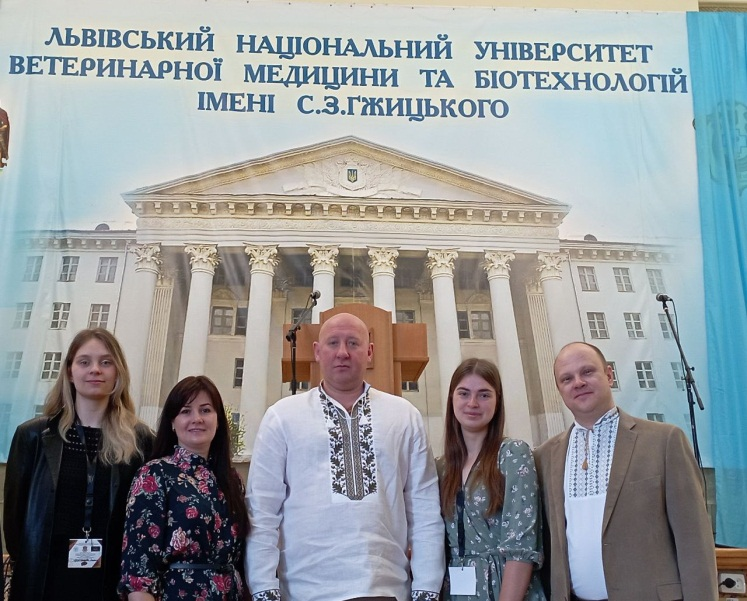 ЛЬВІВСЬКИЙ НАЦІОНАЛЬНИЙ УНІВЕРСИТЕТ
ВЕТЕРИНАРНОЇ МЕДИЦИНИ ТА БІОТЕХНОЛОГІЙ
ІМЕНІ С.З.ҐЖИЦЬКОГО